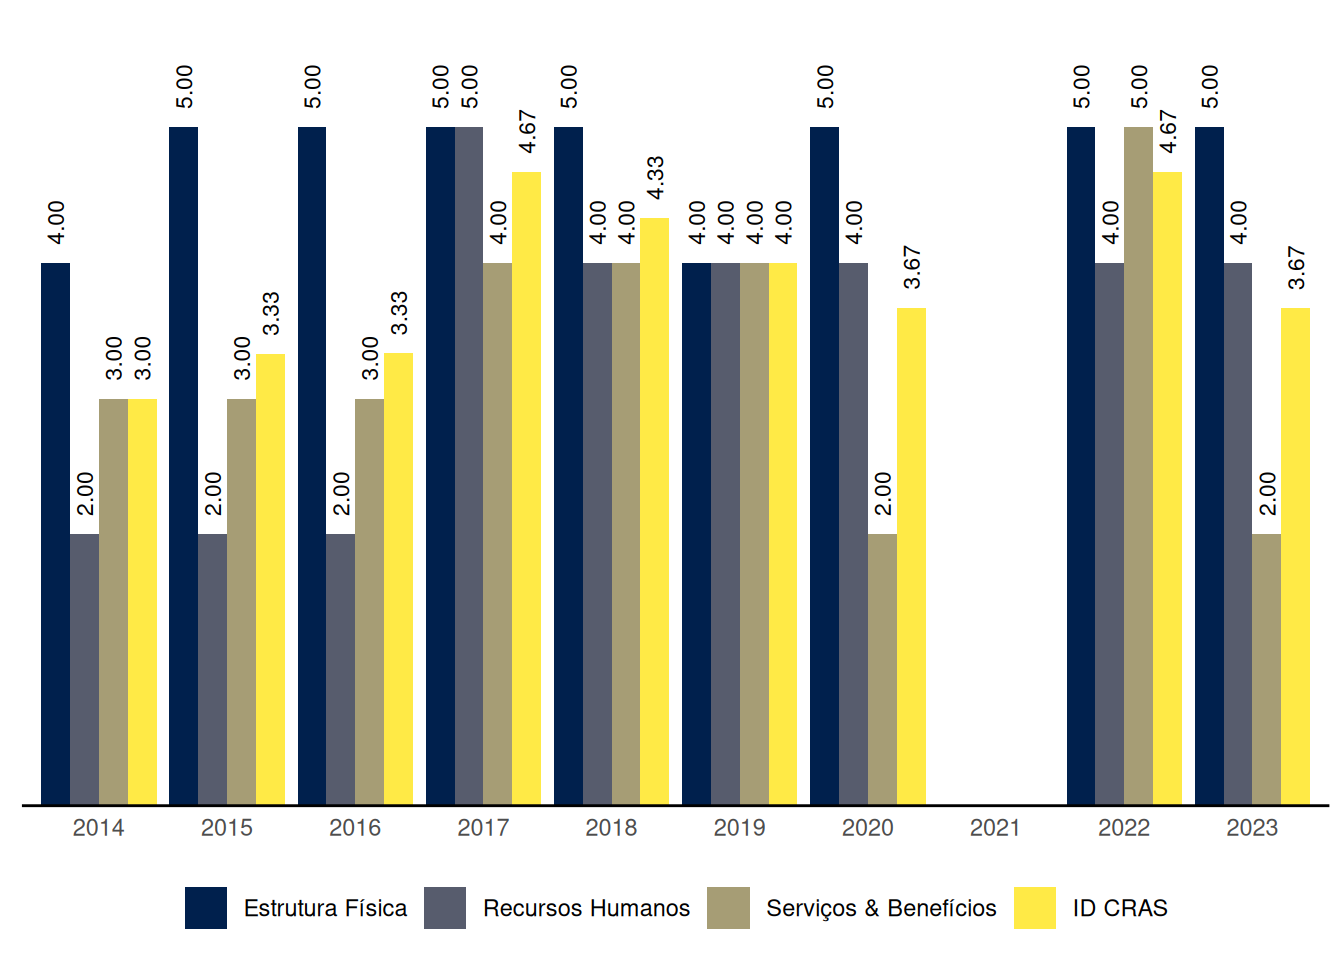 5.00 5.00 5.00 5.00 5.00 5.00 5.00 5.00 5.00
4.67 4.67
4.33
4.00 4.00 4.00 4.00 4.00 4.00 4.00 4.00 4.00 4.00 4.00
3.67 3.67
3.33 3.33
3.00 3.00 3.00 3.00
2.00 2.00 2.00 2.00 2.00
2014 2015 2016 2017 2018 2019 2020 2021 2022 2023
Estrutura Física Recursos Humanos Serviços & Benefícios ID CRAS